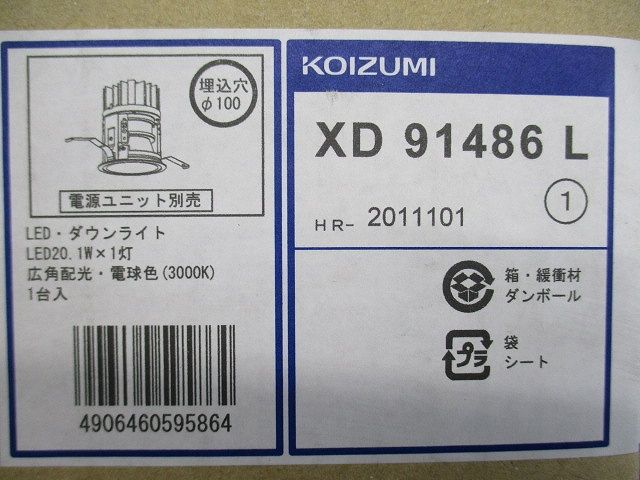 埋込穴
φ100
電源ユニット別売
LED・ダウンライト
LED20.1W×1灯
広角配光・電球色(3000K)
1台入
4906460595864
KOIZUMI
XD 91486 L
HR- 2011101
1
箱・緩衝材
ダンボール
プラ
袋
シート